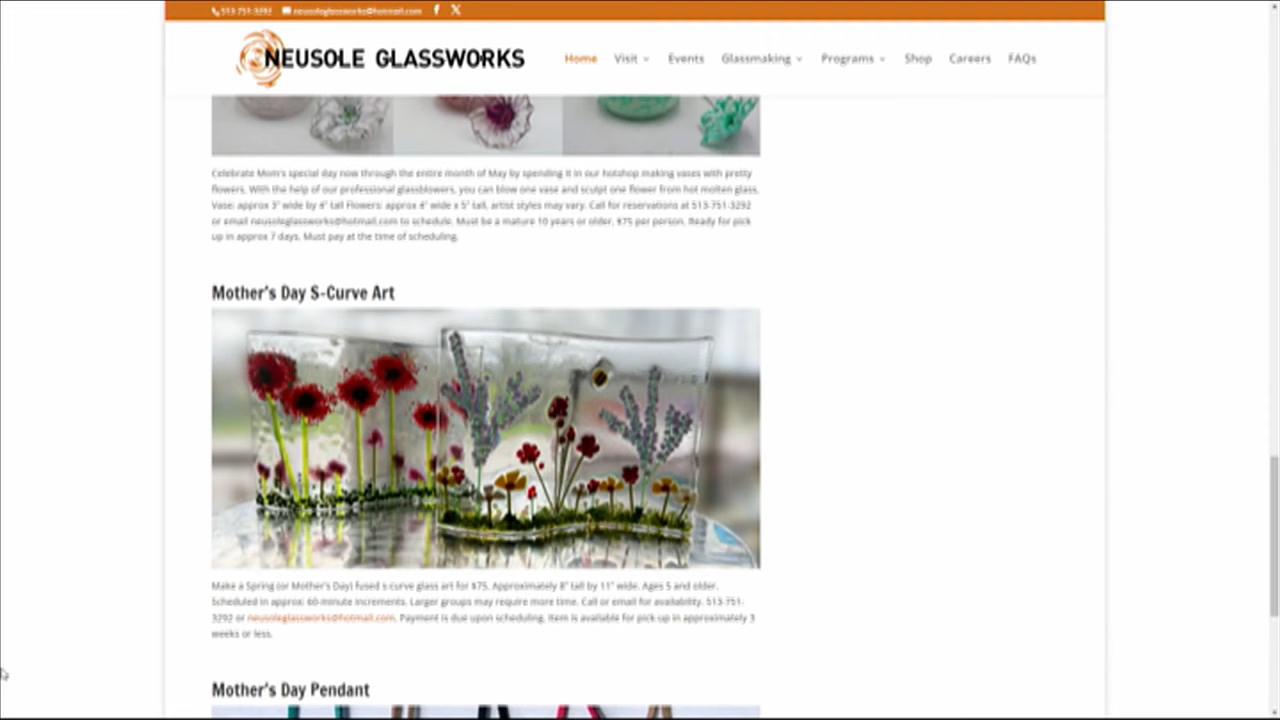 513-751-3292 neusoleglassworks@hotmail.com
NEUSOLE GLASSWORKS Home Visit Events Glassmaking Programs Shop Careers FAQs
Celebrate Mom's special day now through the entire month of May by spending it in our hotshop making vases with pretty
flowers. With the help of our professional glassblowers, you can blow one vase and sculpt one flower from hot molten glass.
Vase: approx 3" wide by 4" tall Flowers: approx 4" wide x 5" tall, artist styles may vary. Call for reservations at 513-751-3292
or email neusoleglassworks@hotmail.com to schedule. Must be a mature 10 years or older. $75 per person. Ready for pick
up in approx 7 days. Must pay at the time of scheduling.
Mother's Day S-Curve Art
Make a Spring (or Mother's Day) fused s-curve glass art for $75. Approximately 8" tall by 11" wide. Ages 5 and older.
Scheduled in approx: 60-minute increments. Larger groups may require more time. Call or email for availability. 513-751-
3292 or neusoleglassworks@hotmail.com. Payment is due upon scheduling. Item is available for pick up in approximately 3
weeks or less.
Mother's Day Pendant